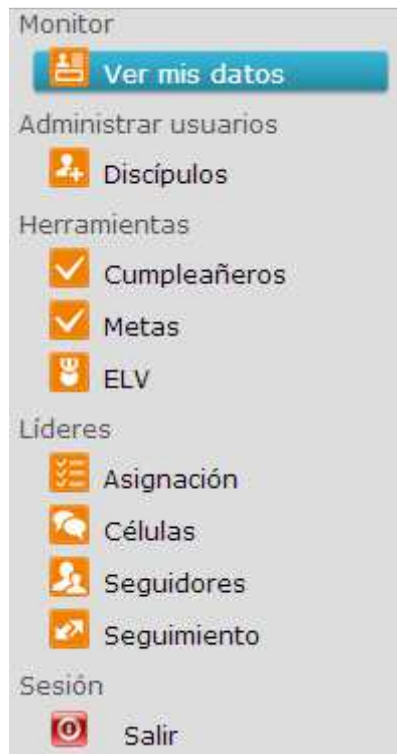 Monitor
Ver mis datos
Administrar usuarios
Discípulos
Herramientas
Cumpleañeros
Metas
ELV
Líderes
Asignación
Células
Seguidores
Seguimiento
Sesión
Salir